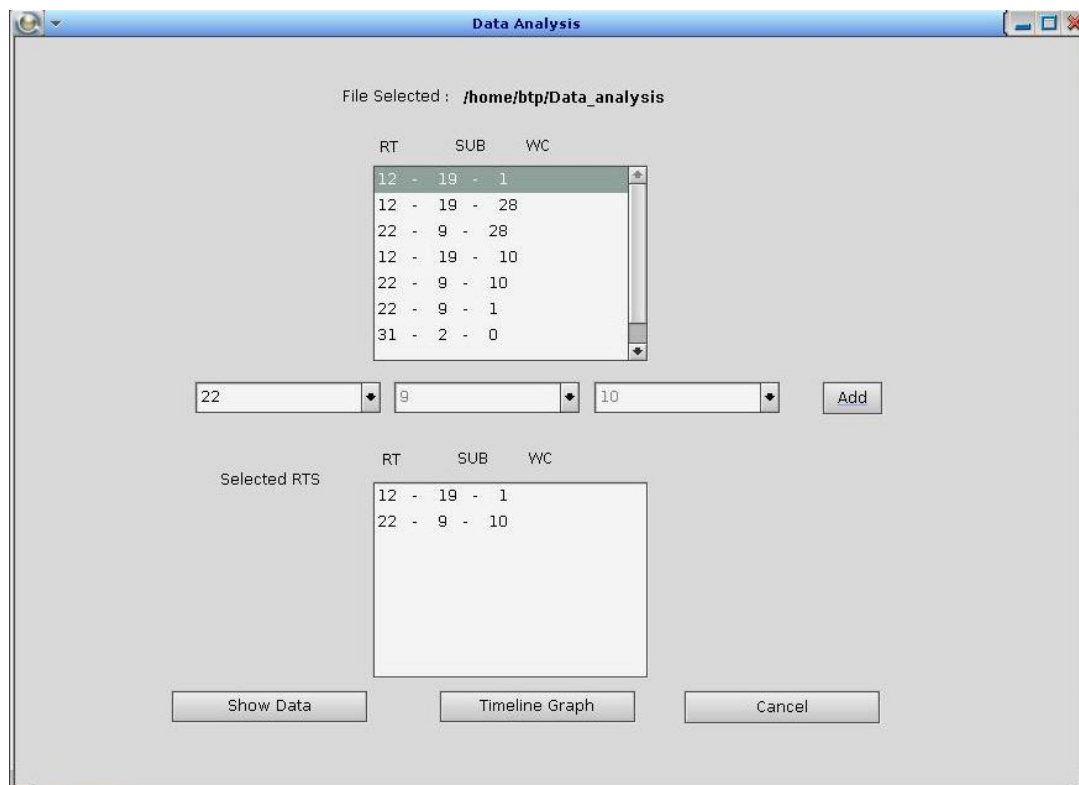 Data Analysis
File Selected : /home/btp/Data_analysis
RT SUB WC
12 - 19 - 1
12 - 19 - 28
22 - 9 - 28
12 - 19 - 10
22 - 9 - 10
22 - 9 - 1
31 - 2 - 0
22 9 10 Add
RT SUB WC
Selected RTS
12 - 19 - 1
22 - 9 - 10
Show Data Timeline Graph Cancel